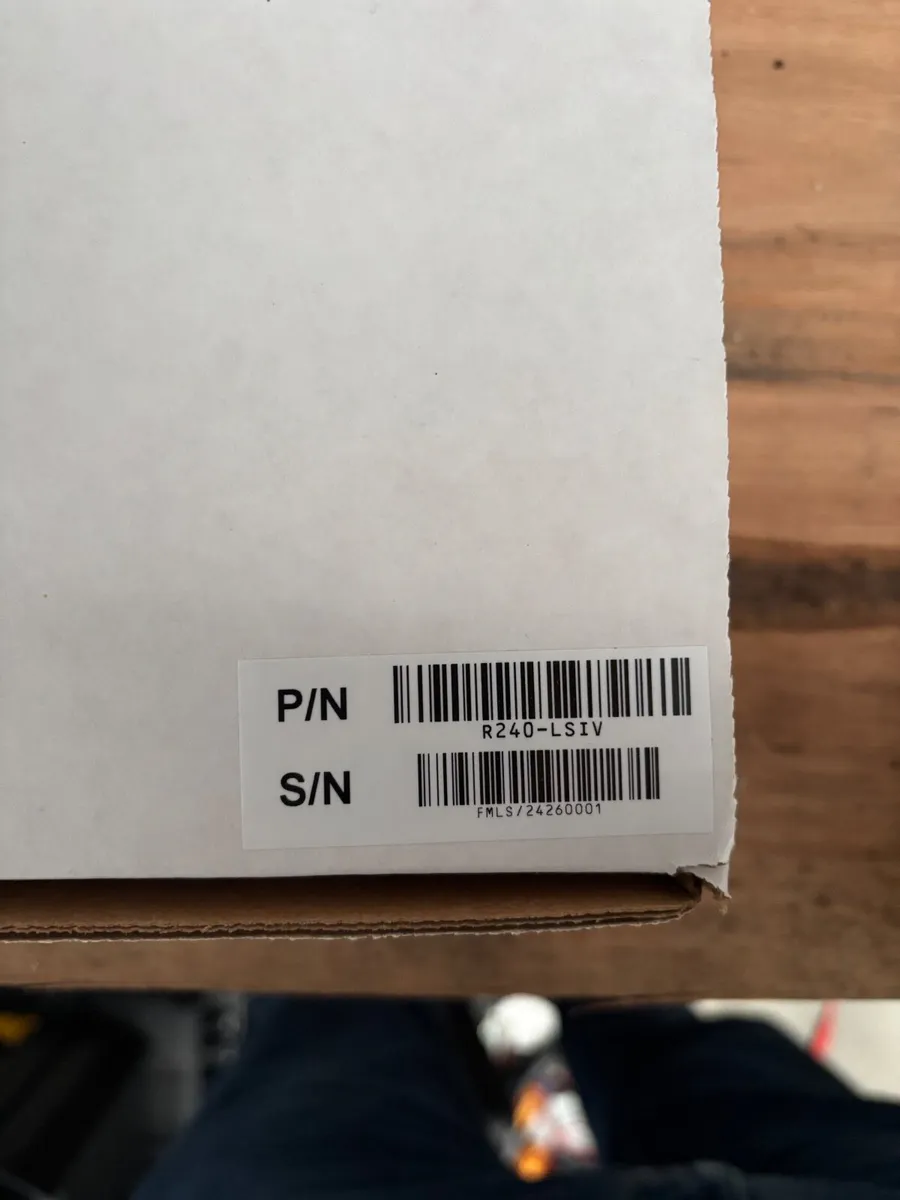 P/N
R240-LSIV
S/N
FMLS/24260001